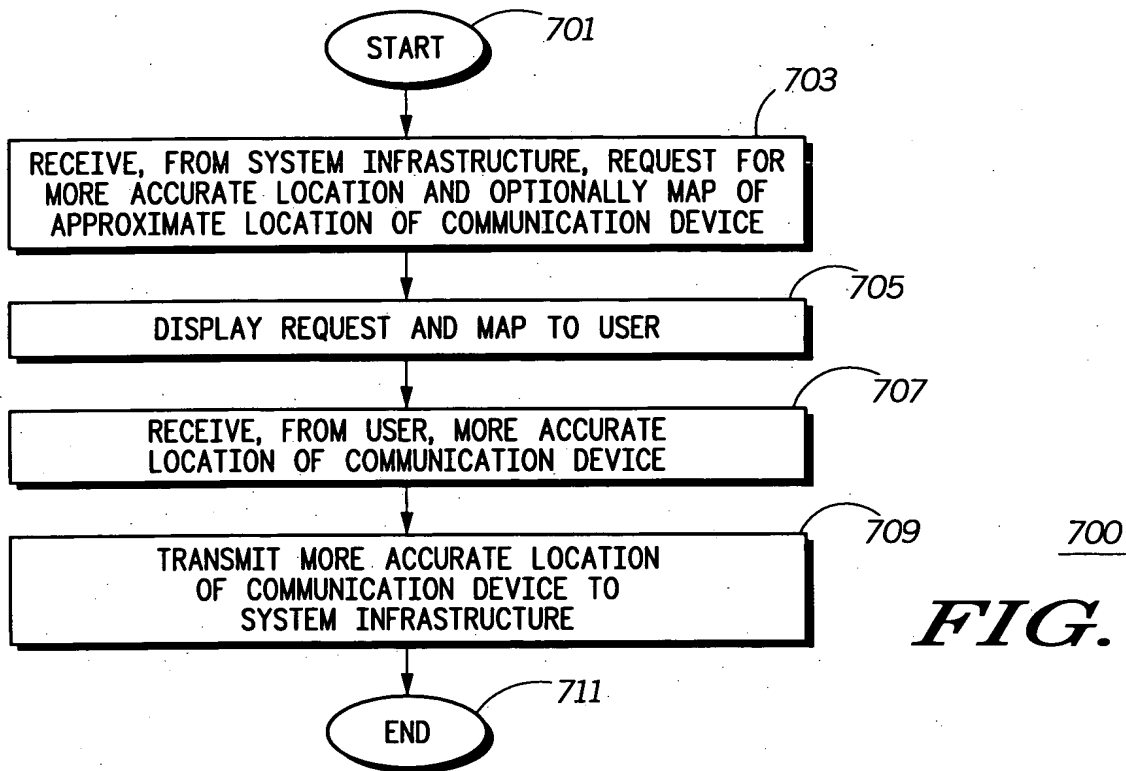 START
701
703
RECEIVE, FROM SYSTEM INFRASTRUCTURE, REQUEST FOR
MORE ACCURATE LOCATION AND OPTIONALLY MAP OF
APPROXIMATE LOCATION OF COMMUNICATION DEVICE
705
DISPLAY REQUEST AND MAP TO USER
707
RECEIVE, FROM USER, MORE ACCURATE
LOCATION OF COMMUNICATION DEVICE
709
TRANSMIT MORE ACCURATE LOCATION
OF COMMUNICATION DEVICE TO
SYSTEM INFRASTRUCTURE
700
FIG.
711
END